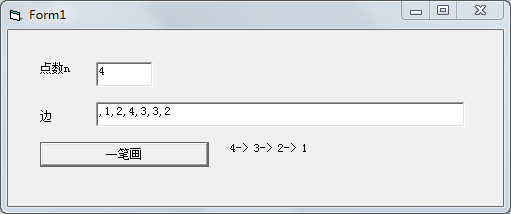 Form1
点数n
4
边
,1,2,4,3,3,2
一笔画
4-> 3-> 2-> 1